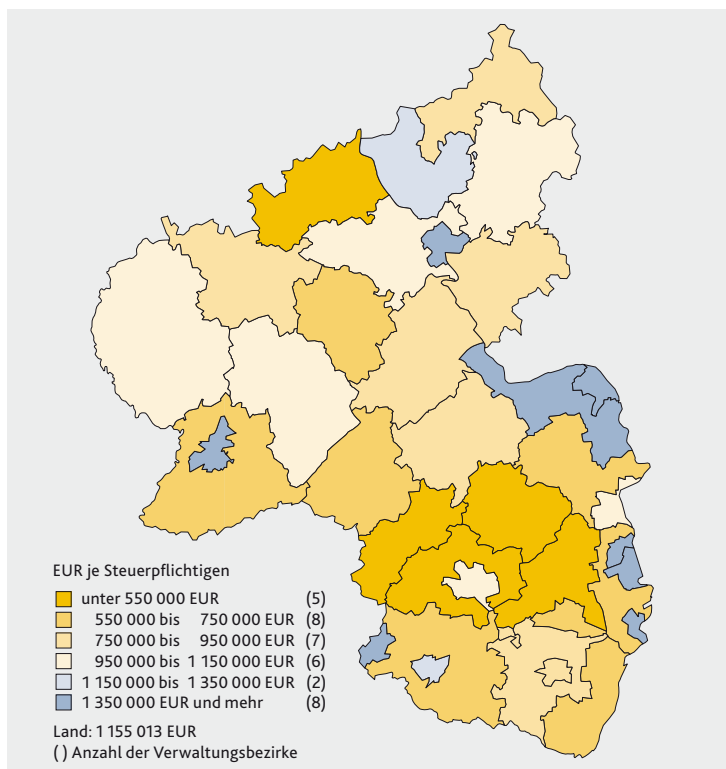 EUR je Steuerpflichtigen
unter 550 000 EUR (5)
550 000 bis 750 000 EUR (8)
750 000 bis 950 000 EUR (7)
950 000 bis 1 150 000 EUR (6)
1 150 000 bis 1 350 000 EUR (2)
1 350 000 EUR und mehr (8)
Land: 1 155 013 EUR
( ) Anzahl der Verwaltungsbezirke